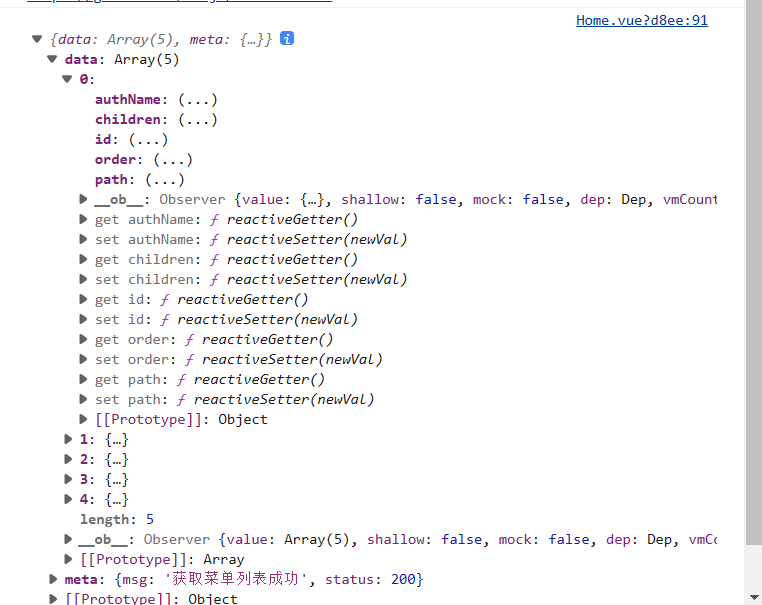 Home.vue?d8ee:91
{data: Array(5), meta: {…}}
data: Array(5)
0:
authName: (...)
children: (...)
id: (...)
order: (...)
path: (...)
__ob__: Observer {value: {…}, shallow: false, mock: false, dep: Dep, vmCount
get authName: ƒ reactiveGetter()
set authName: ƒ reactiveSetter(newVal)
get children: ƒ reactiveGetter()
set children: ƒ reactiveSetter(newVal)
get id: ƒ reactiveGetter()
set id: ƒ reactiveSetter(newVal)
get order: ƒ reactiveGetter()
set order: ƒ reactiveSetter(newVal)
get path: ƒ reactiveGetter()
set path: ƒ reactiveSetter(newVal)
[[Prototype]]: Object
1: {…}
2: {…}
3: {…}
4: {…}
length: 5
__ob__: Observer {value: Array(5), shallow: false, mock: false, dep: Dep,
[[Prototype]]: Array
meta: {msg: '获取菜单列表成功', status: 200}
[[Prototype]]: Object